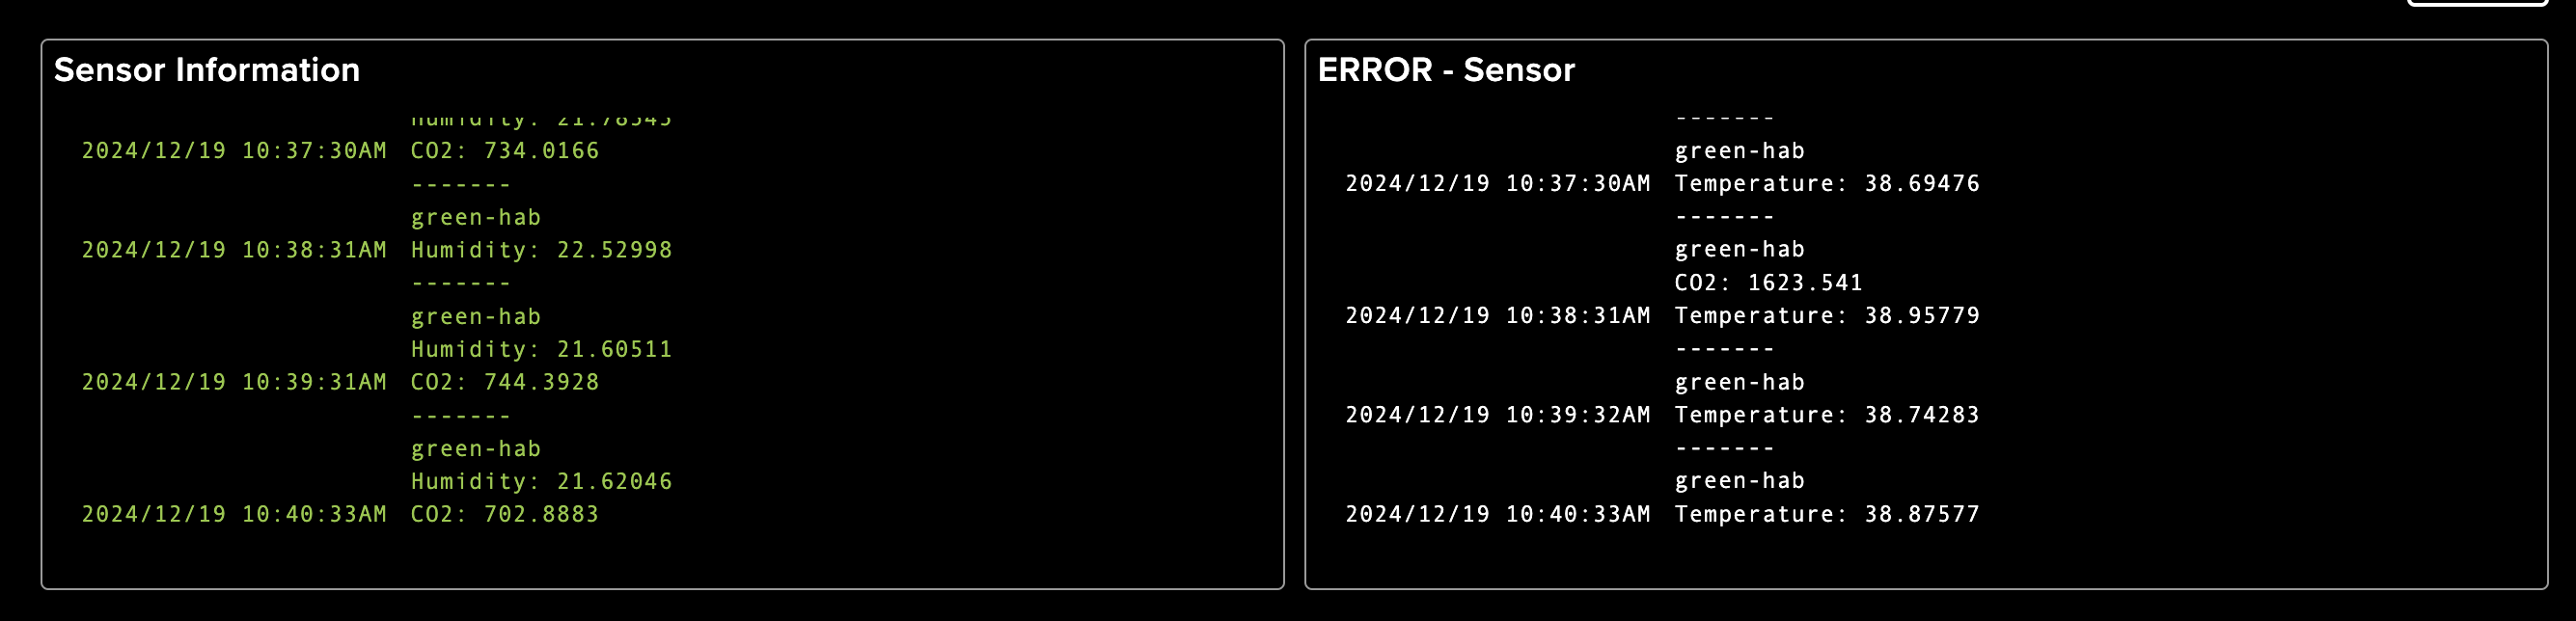 Sensor Information
Humidity: 21.78545
2024/12/19 10:37:30AM CO2: 734.0166
-------
green-hab
2024/12/19 10:38:31AM Humidity: 22.52998
-------
green-hab
Humidity: 21.60511
2024/12/19 10:39:31AM CO2: 744.3928
-------
green-hab
Humidity: 21.62046
2024/12/19 10:40:33AM CO2: 702.8883
ERROR - Sensor
-------
green-hab
2024/12/19 10:37:30AM Temperature: 38.69476
-------
green-hab
CO2: 1623.541
2024/12/19 10:38:31AM Temperature: 38.95779
-------
green-hab
2024/12/19 10:39:32AM Temperature: 38.74283
-------
green-hab
2024/12/19 10:40:33AM Temperature: 38.87577